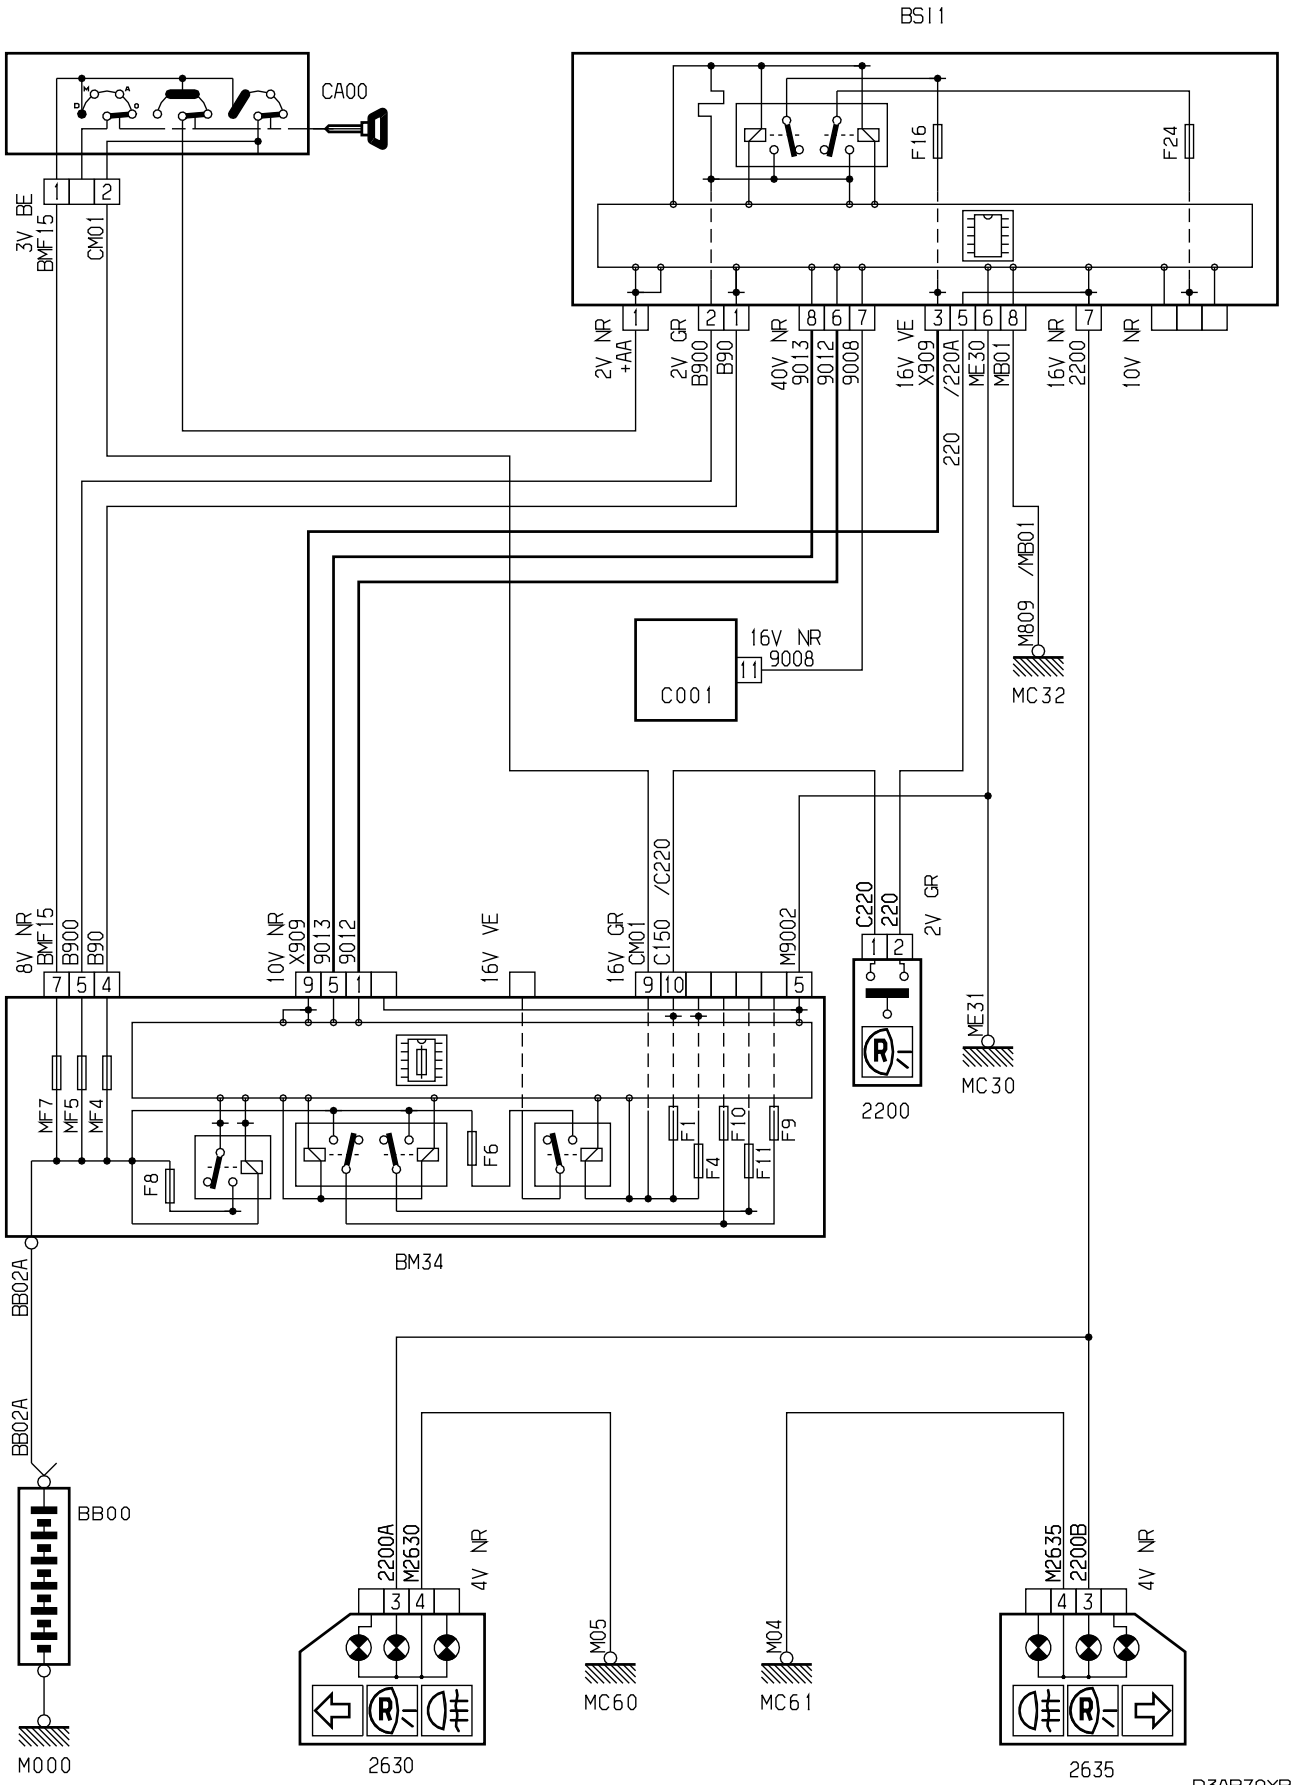 BSI1
CA00
M A
D O
F16
F24
1 2
3V BE
BMF15
CM01
1 2 1 8 6 7 3 5 6 8 7
2V NR
+AA
2V GR
B900
B90
40V NR
9013
9012
9008
16V VE
X909
/220A
220
ME30
MB01
16V NR
2200
10V NR
M809 /MB01
MC32
16V NR
9008
11
C001
8V NR
BMF15
B900
B90
10V NR
X909
9013
9012
16V VE
16V GR
CM01
C150 /C220
M9002
C220
220
2V GR
1 2
R
2200
ME31
MC30
7 5 4 9 5 1 9 10 5
MF7
MF5
MF4
F8
F6
F1
F4
F10
F11
F9
BM34
BB02A
BB02A
BB00
M000
2200A
M2630
4V NR
3 4
R
2630
M05
MC60
M04
MC61
M2635
2200B
4V NR
4 3
R
2635